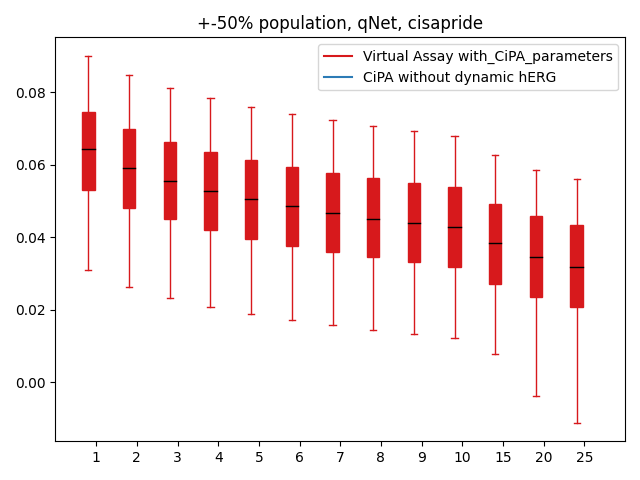 +-50% population, qNet, cisapride
Virtual Assay with_CiPA_parameters
CiPA without dynamic hERG
0.08
0.06
0.04
0.02
0.00
1 2 3 4 5 6 7 8 9 10 15 20 25